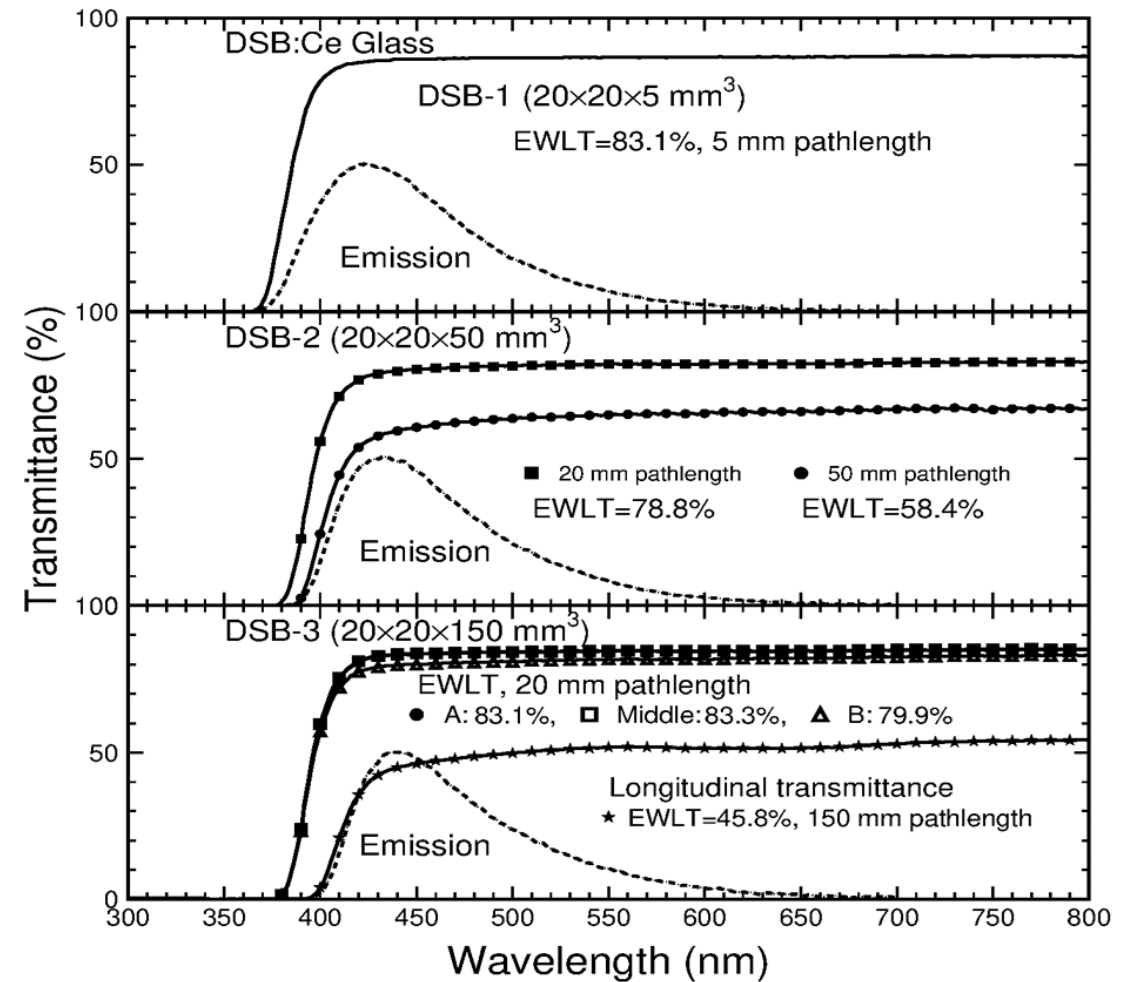 Transmittance (%)
100
DSB:Ce Glass
DSB-1 (20×20×5 mm³)
EWLT=83.1%, 5 mm pathlength
50
Emission
100
DSB-2 (20×20×50 mm³)
50
■ 20 mm pathlength ● 50 mm pathlength
EWLT=78.8% EWLT=58.4%
Emission
100
DSB-3 (20×20×150 mm³)
EWLT, 20 mm pathlength
● A: 83.1%, □ Middle: 83.3%, △ B: 79.9%
50
Longitudinal transmittance
★ EWLT=45.8%, 150 mm pathlength
Emission
0
300 350 400 450 500 550 600 650 700 750 800
Wavelength (nm)